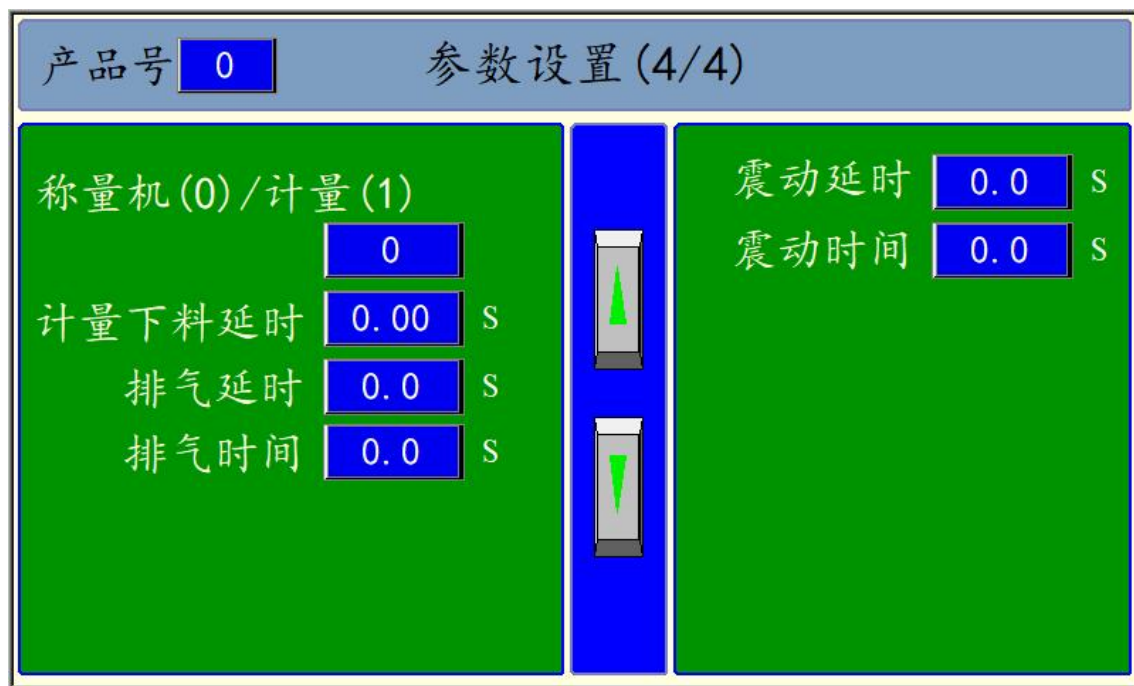 产品号 0 参数设置(4/4)
称量机(0)/计量(1)
0
计量下料延时 0.00 S
排气延时 0.0 S
排气时间 0.0 S
震动延时 0.0 S
震动时间 0.0 S